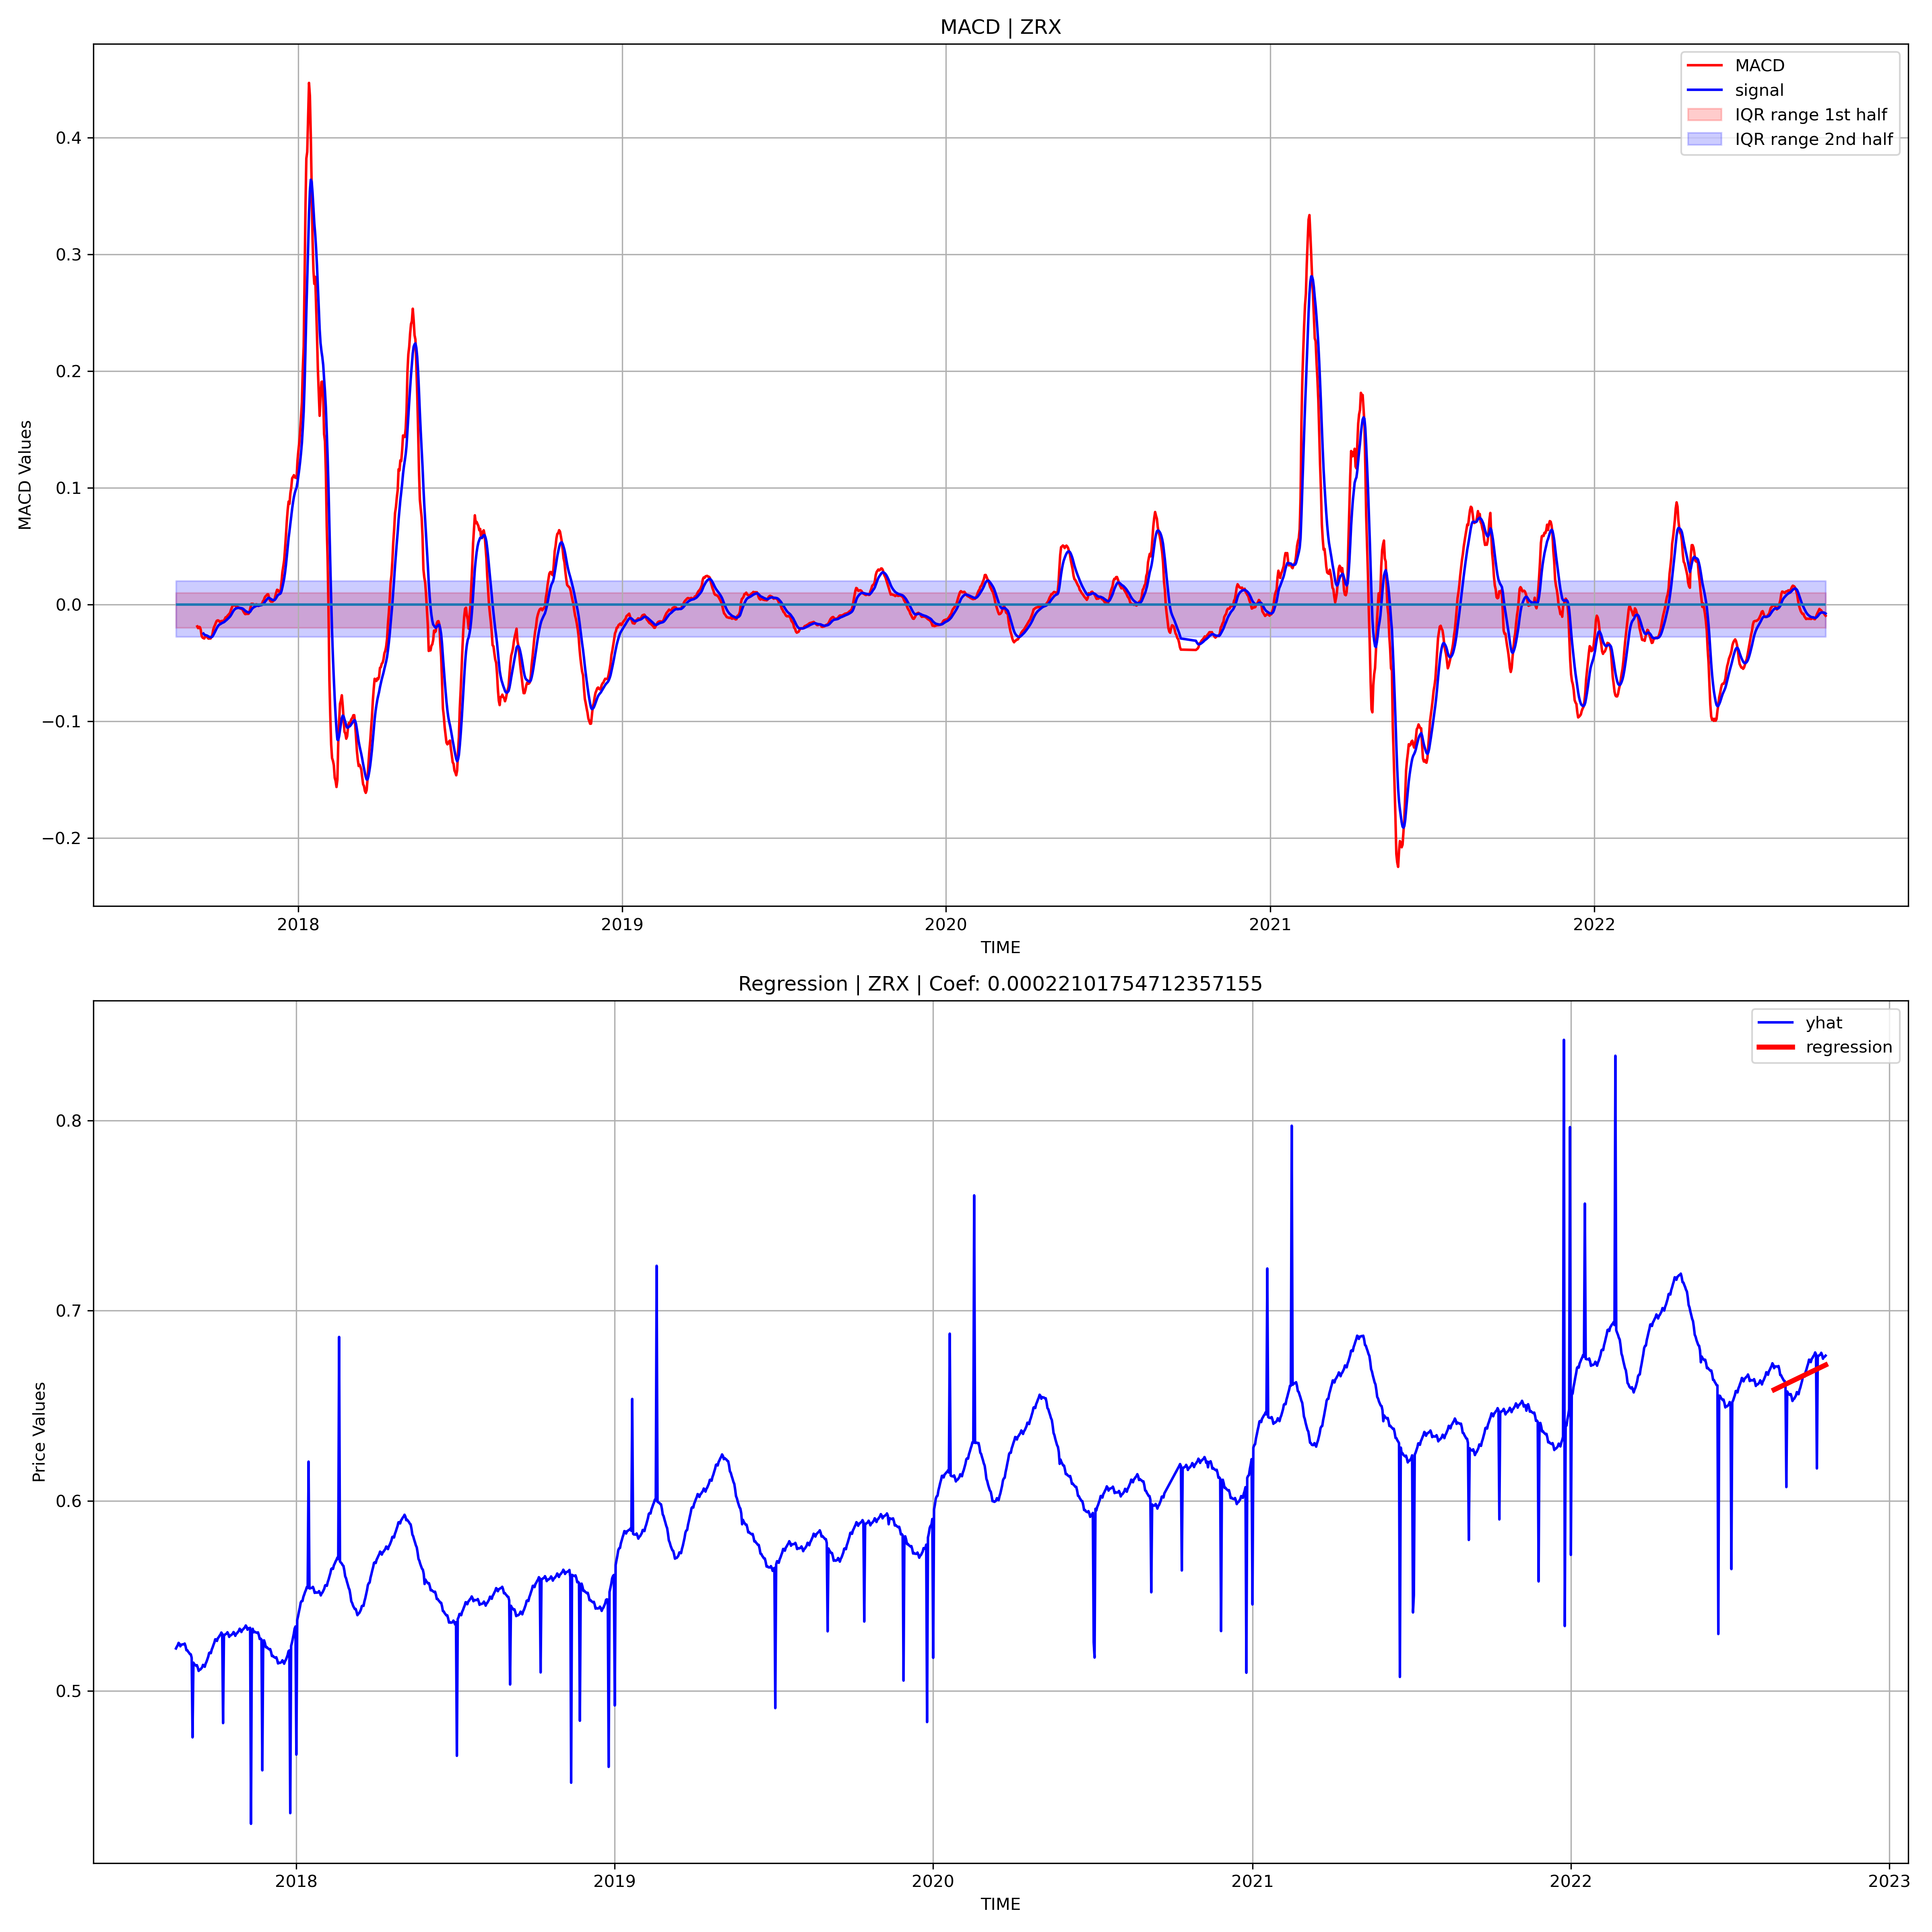 MACD | ZRX
MACD
signal
IQR range 1st half
IQR range 2nd half
0.4
0.3
0.2
0.1
0.0
−0.1
−0.2
MACD Values
2018 2019 2020 2021 2022
TIME
Regression | ZRX | Coef: 0.00022101754712357155
yhat
regression
0.8
0.7
0.6
0.5
Price Values
2018 2019 2020 2021 2022 2023
TIME